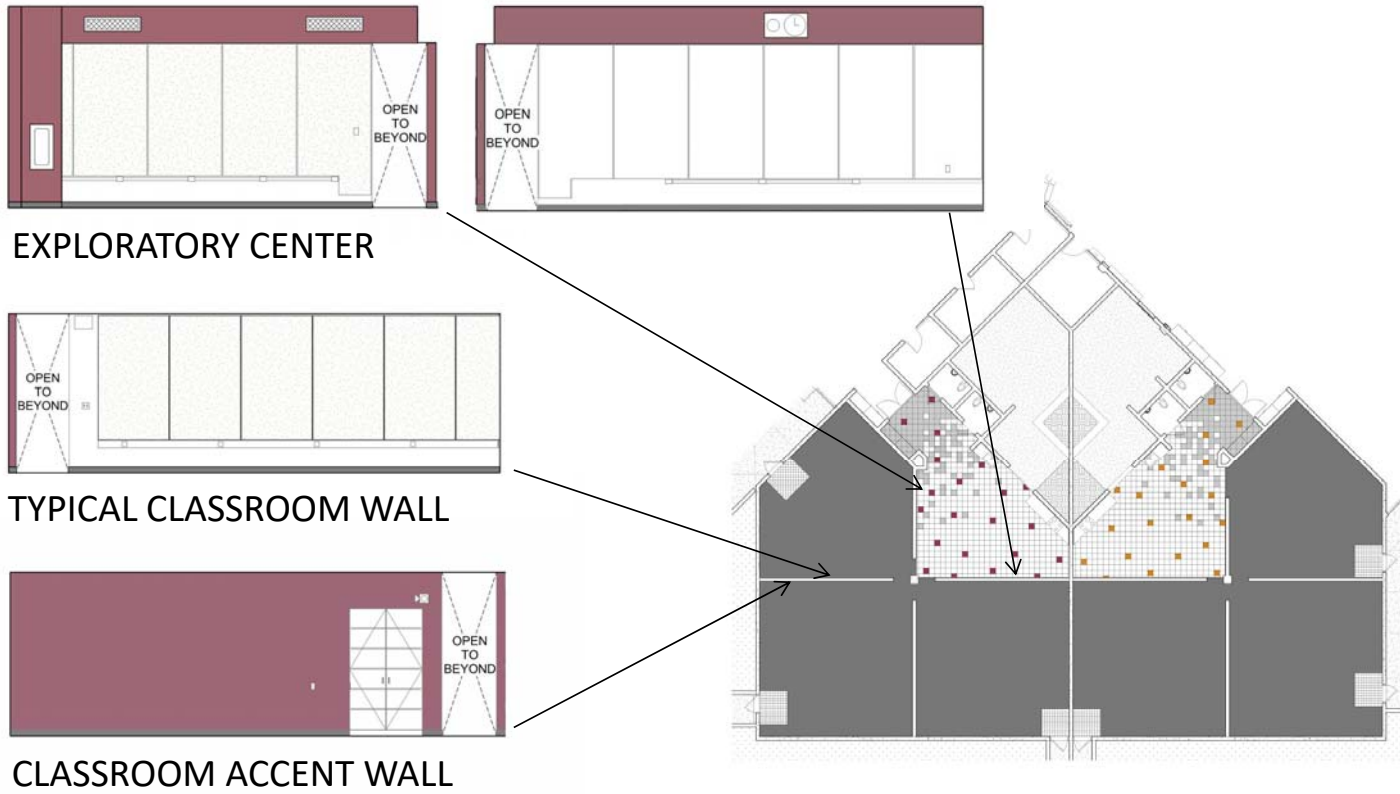 OPEN
TO
BEYOND
OPEN
TO
BEYOND
EXPLORATORY CENTER
OPEN
TO
BEYOND
TYPICAL CLASSROOM WALL
OPEN
TO
BEYOND
CLASSROOM ACCENT WALL